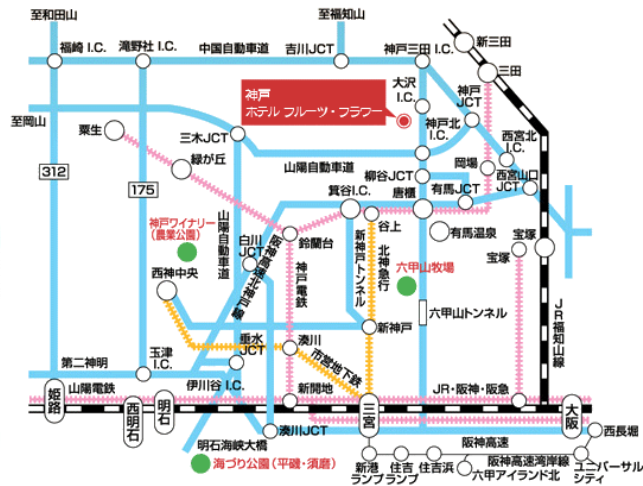 至和田山
至福知山
福崎 I.C.
滝野社 I.C.
中国自動車道
吉川JCT
神戸三田 I.C.
新三田
三田
大沢
I.C.
神戸
JCT
神戸
ホテル フルーツ・フラワー
至岡山
粟生
三木JCT
神戸北
I.C.
西宮北
I.C.
緑が丘
山陽自動車道
岡場
312
175
柳谷JCT
西宮山口
JCT
箕谷I.C.
唐櫃
有馬JCT
神戸ワイナリー
(農業公園)
山陽自動車道
白川
JCT
阪神高速北神戸線
鈴蘭台
谷上
有馬温泉
宝塚
宝塚
西神中央
神戸電鉄
新神戸トンネル
北神急行
六甲山牧場
六甲山トンネル
JR福知山線
新神戸
垂水
JCT
湊川
市営地下鉄
第二神明
玉津
I.C.
伊川谷 I.C.
新開地
JR・阪神・阪急
山陽電鉄
姫路
西明石
明石
三宮
大阪
明石海峡大橋
湊川JCT
西長堀
阪神高速
海づり公園(平磯・須磨)
新港
ランプ
住吉
ランプ
住吉浜
阪神高速湾岸線
六甲アイランド北
ユニバーサル
シティ